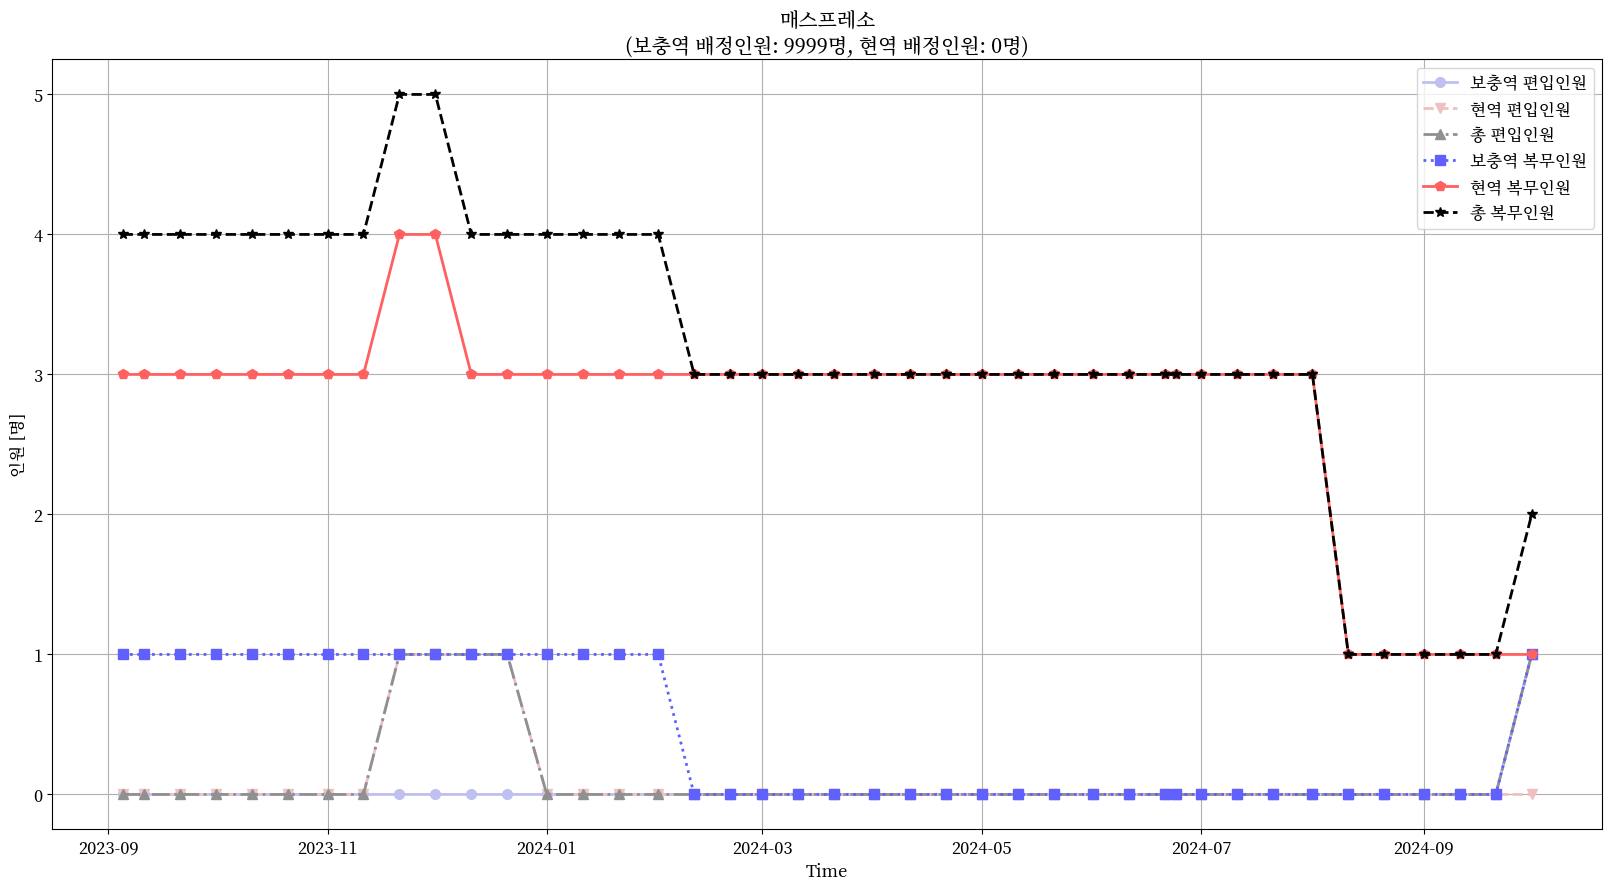 매스프레소
(보충역 배정인원: 9999명, 현역 배정인원: 0명)
보충역 편입인원
현역 편입인원
총 편입인원
보충역 복무인원
현역 복무인원
총 복무인원
인원 [명]
5
4
3
2
1
0
2023-09 2023-11 2024-01 2024-03 2024-05 2024-07 2024-09
Time